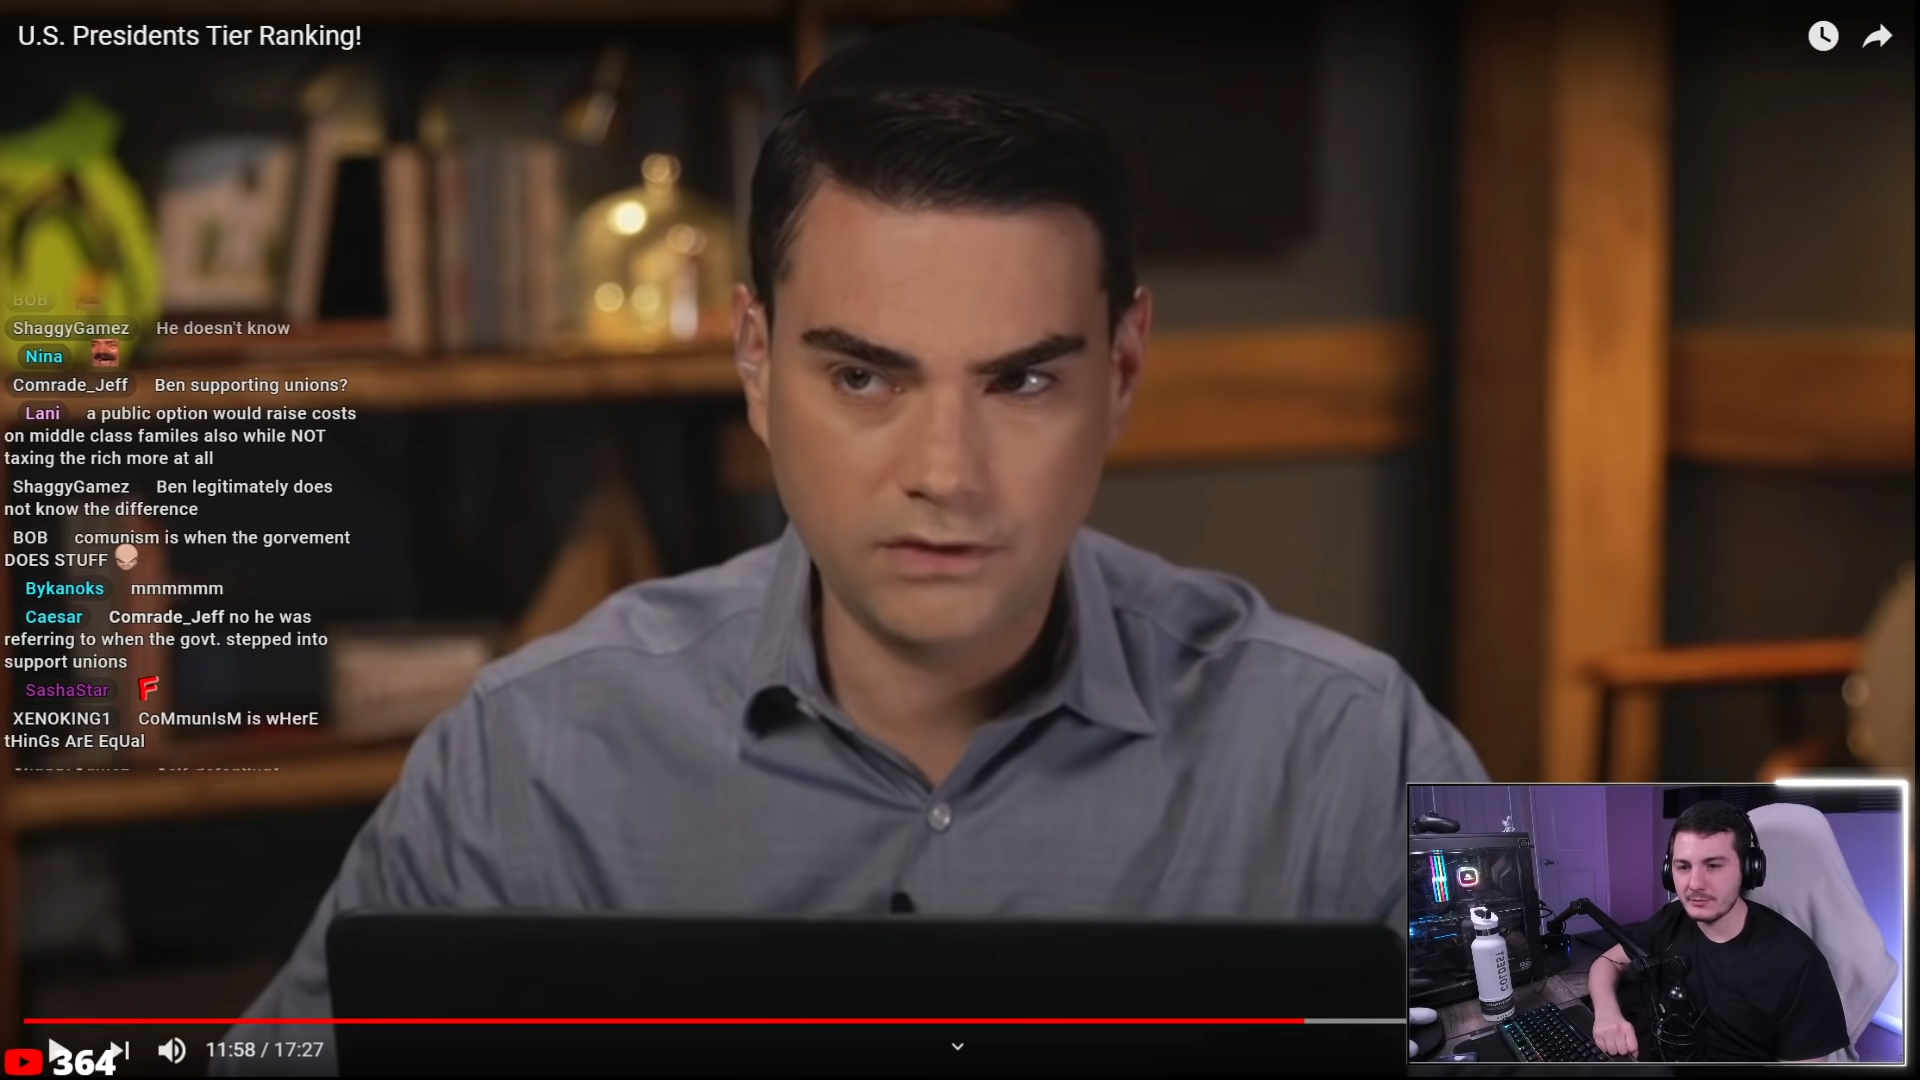 U.S. Presidents Tier Ranking!
BOB
ShaggyGamez He doesn't know
Nina
Comrade_Jeff Ben supporting unions?
Lani a public option would raise costs
on middle class familes also while NOT
taxing the rich more at all
ShaggyGamez Ben legitimately does
not know the difference
BOB comunism is when the gorvement
DOES STUFF
Bykanoks mmmmmm
Caesar Comrade_Jeff no he was
referring to when the govt. stepped into
support unions
SashaStar F
XENOKING1 CoMmunIsM is wHerE
tHinGs ArE EqUal
COLDEST
11:58 / 17:27
364